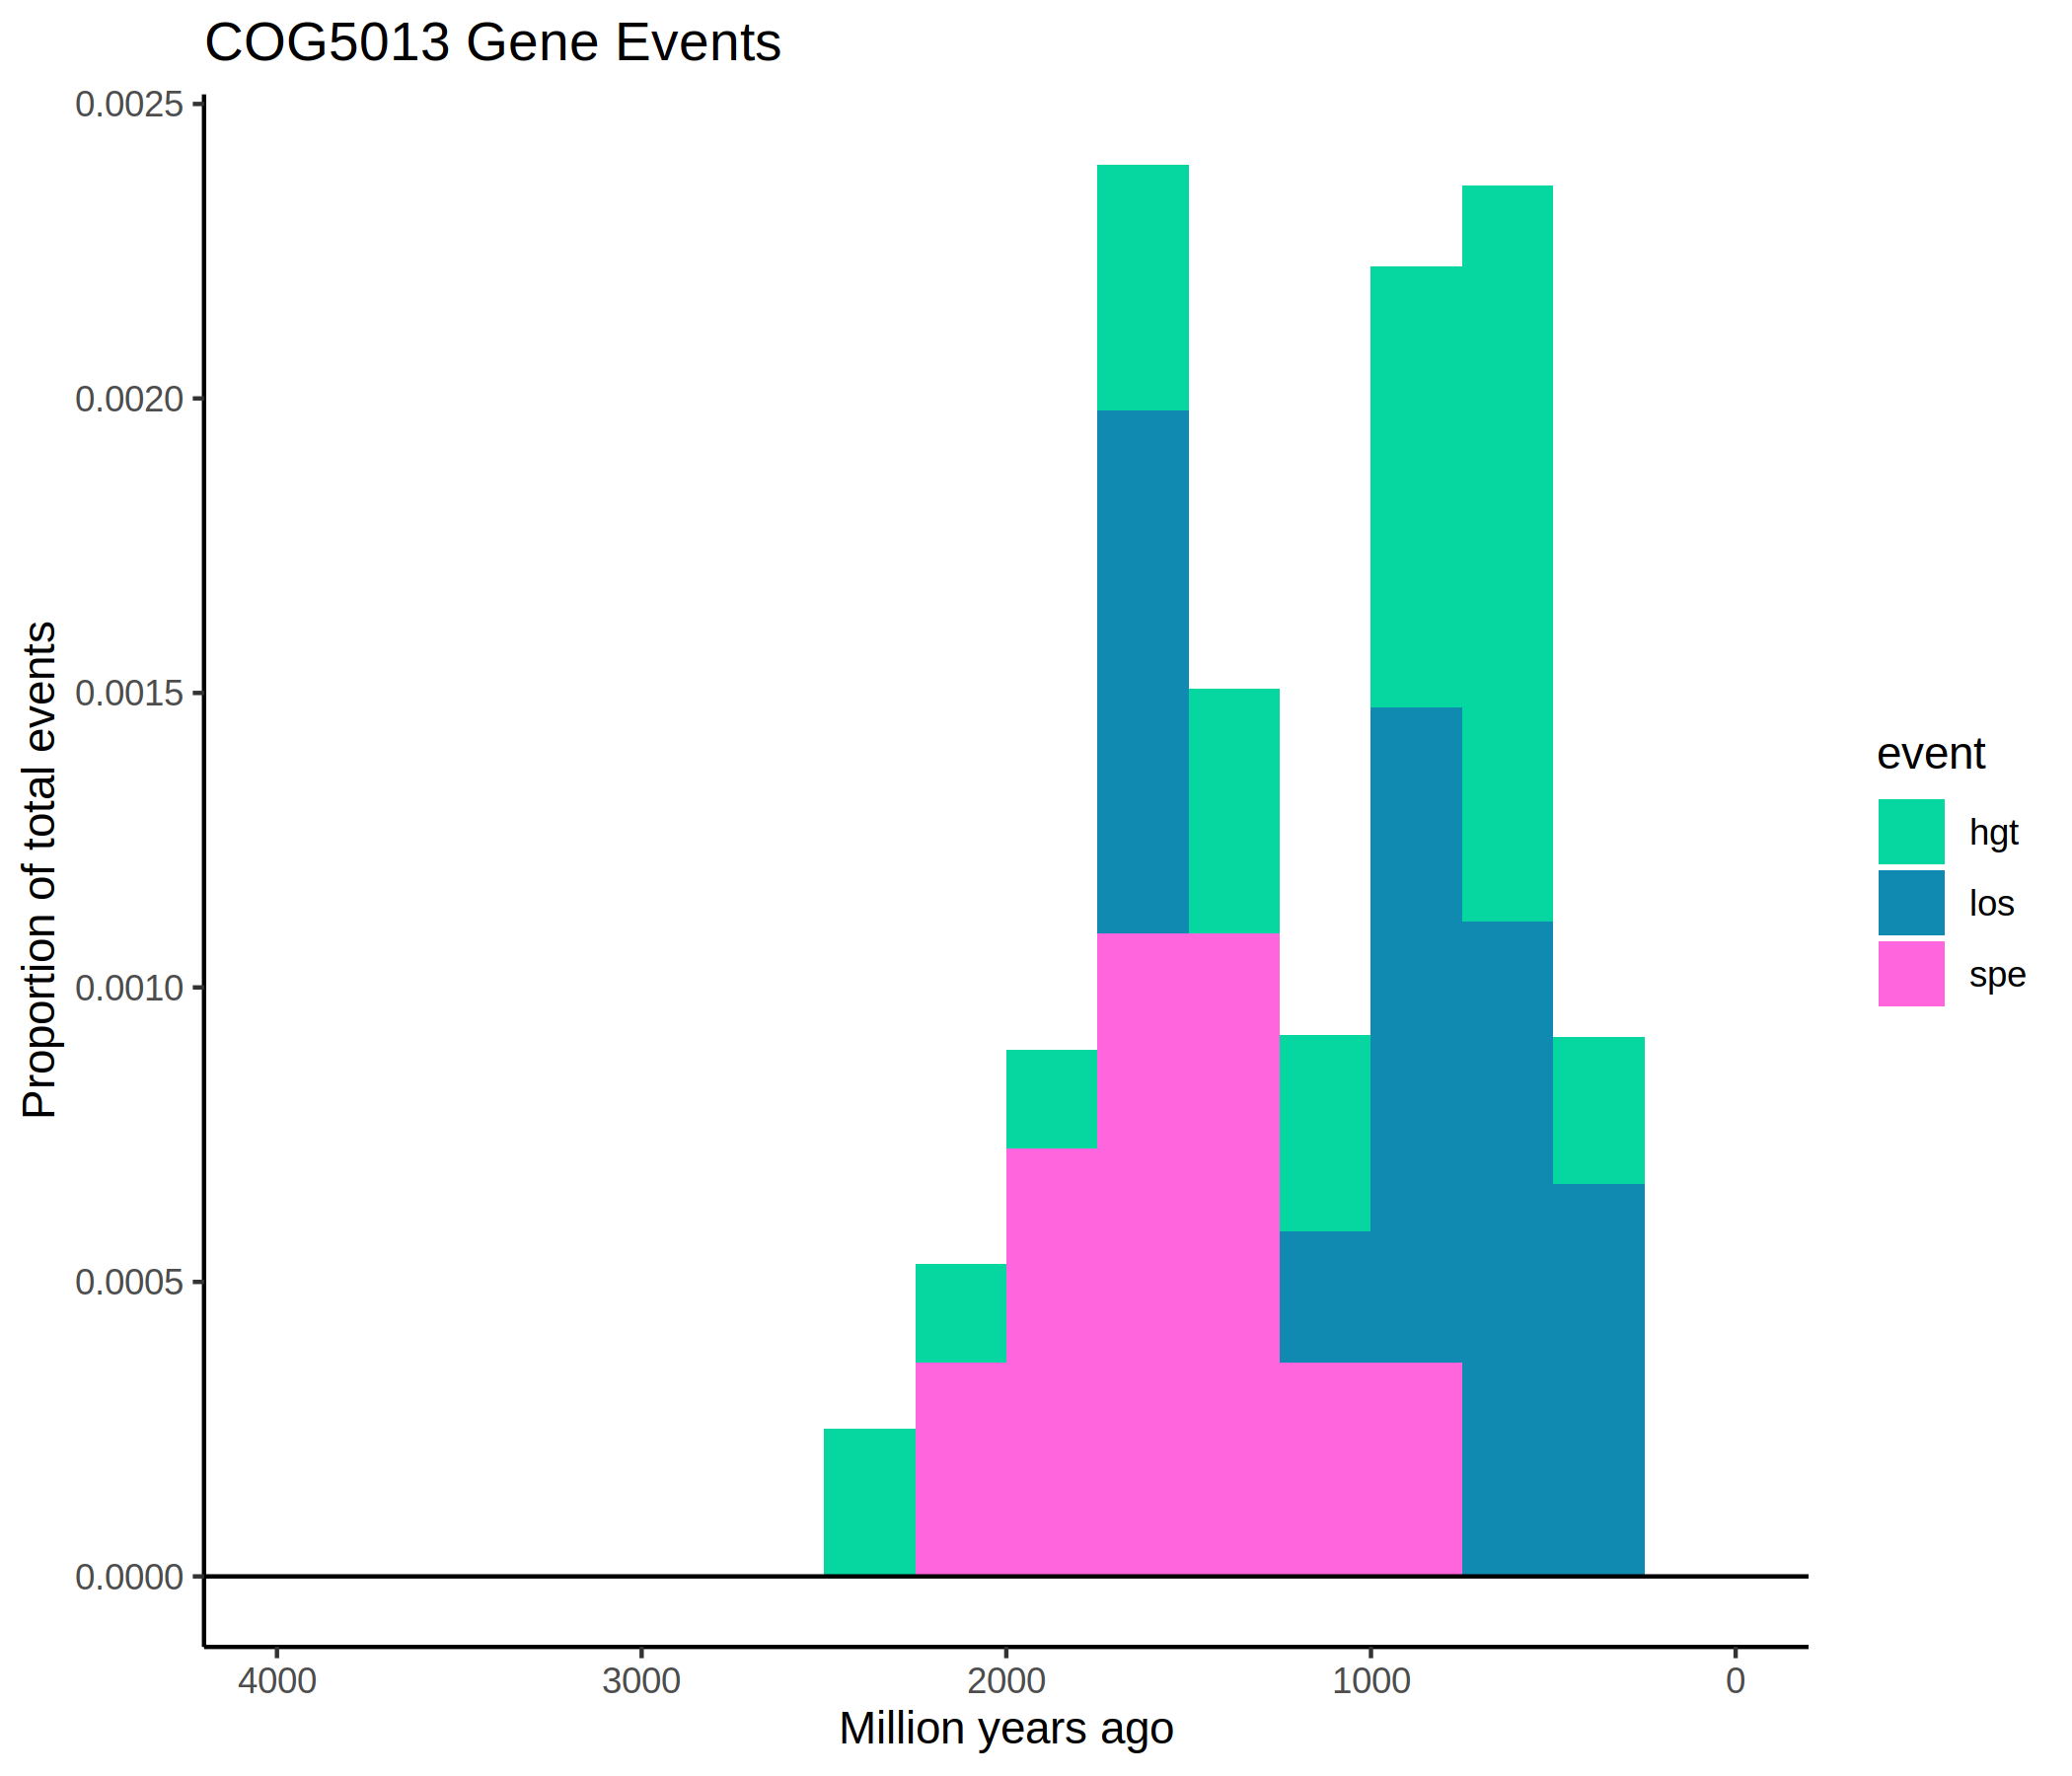 COG5013 Gene Events
0.0025
0.0020
0.0015
0.0010
0.0005
0.0000
Proportion of total events
4000 3000 2000 1000 0
Million years ago
event
hgt
los
spe